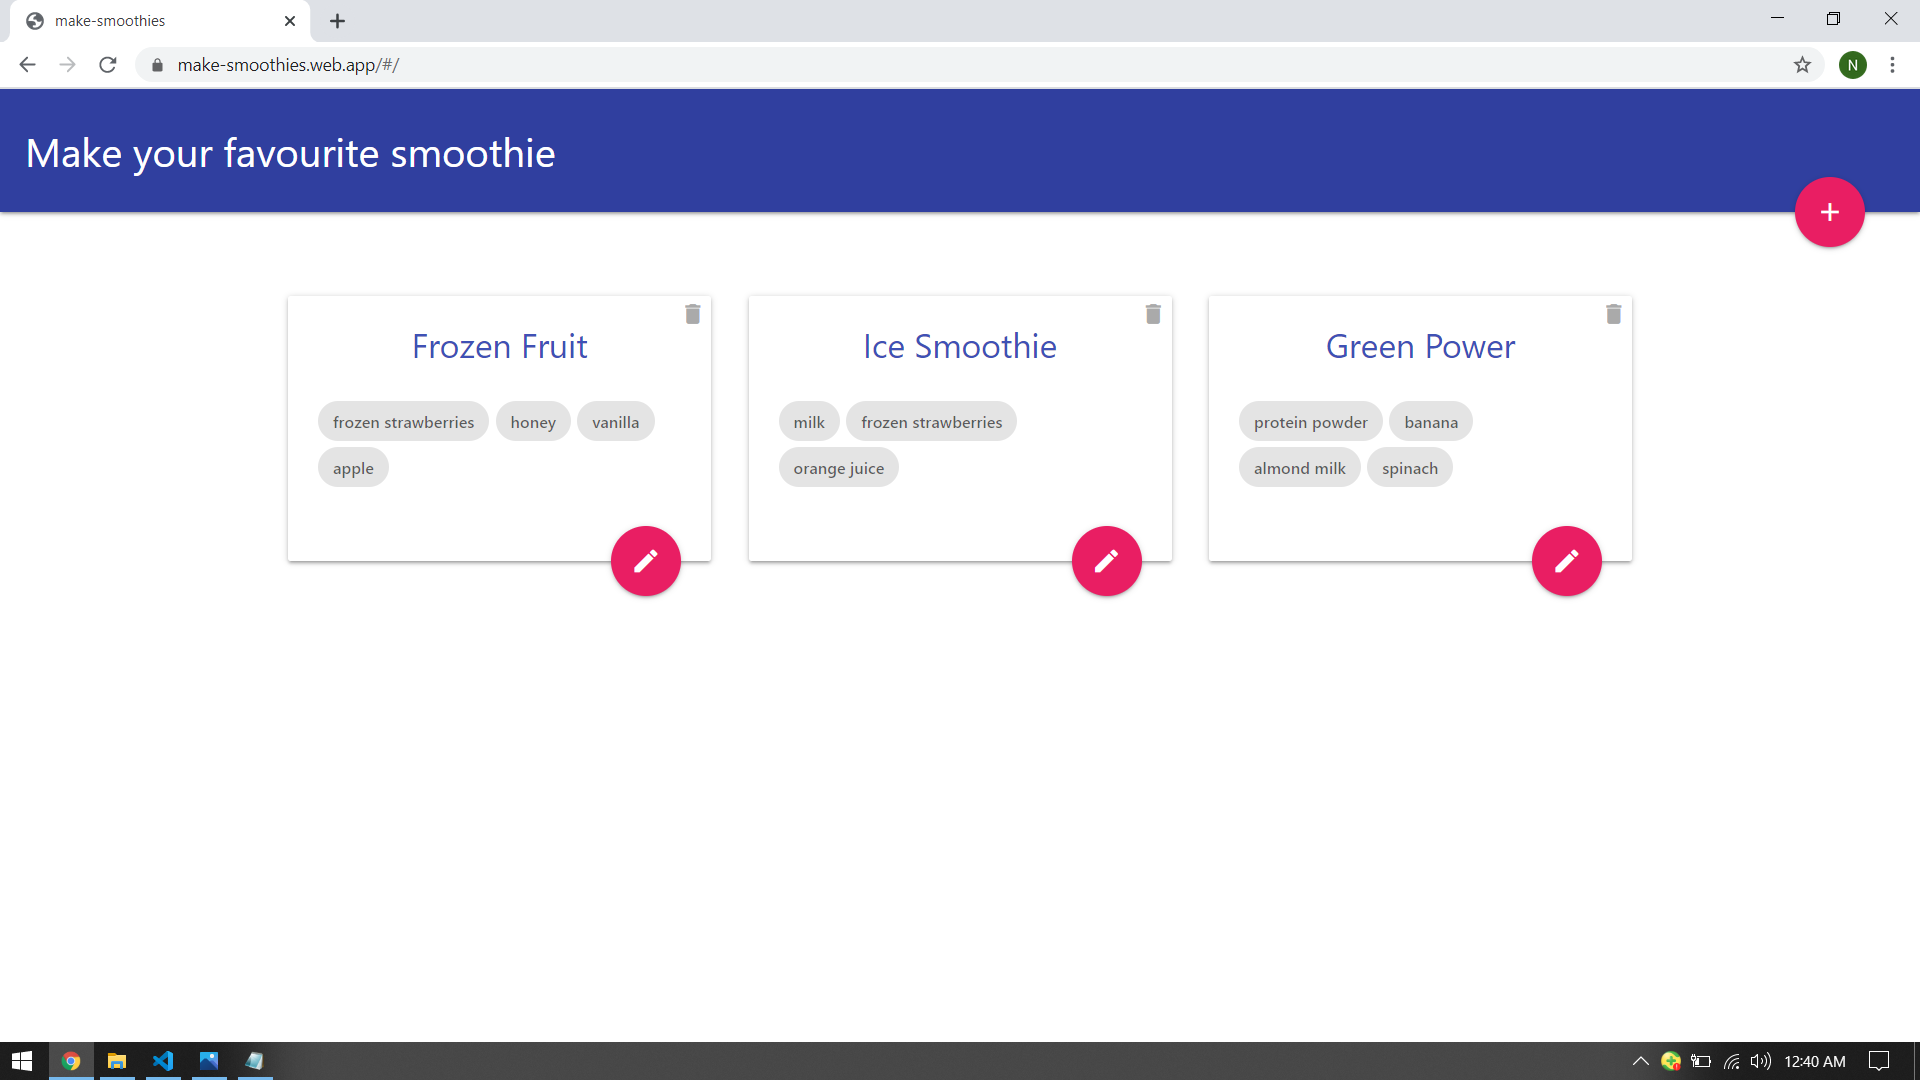 make-smoothies
make-smoothies.web.app/#/
N
Make your favourite smoothie
Frozen Fruit
frozen strawberries honey vanilla
apple
Ice Smoothie
milk frozen strawberries
orange juice
Green Power
protein powder banana
almond milk spinach
12:40 AM